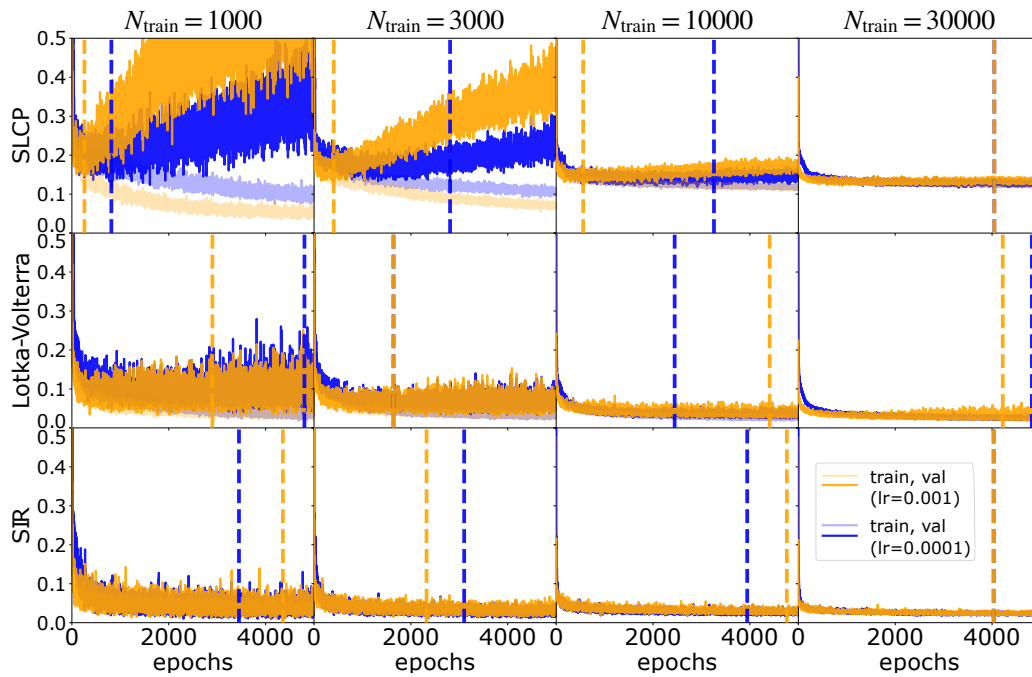 N_train = 1000 N_train = 3000 N_train = 10000 N_train = 30000
SLCP
0.5
0.4
0.3
0.2
0.1
0.0
Lotka-Volterra
0.5
0.4
0.3
0.2
0.1
0.0
SIR
0.5
0.4
0.3
0.2
0.1
0.0
train, val
(lr=0.001)
train, val
(lr=0.0001)
0 2000 4000 0 2000 4000 0 2000 4000 0 2000 4000
epochs epochs epochs epochs